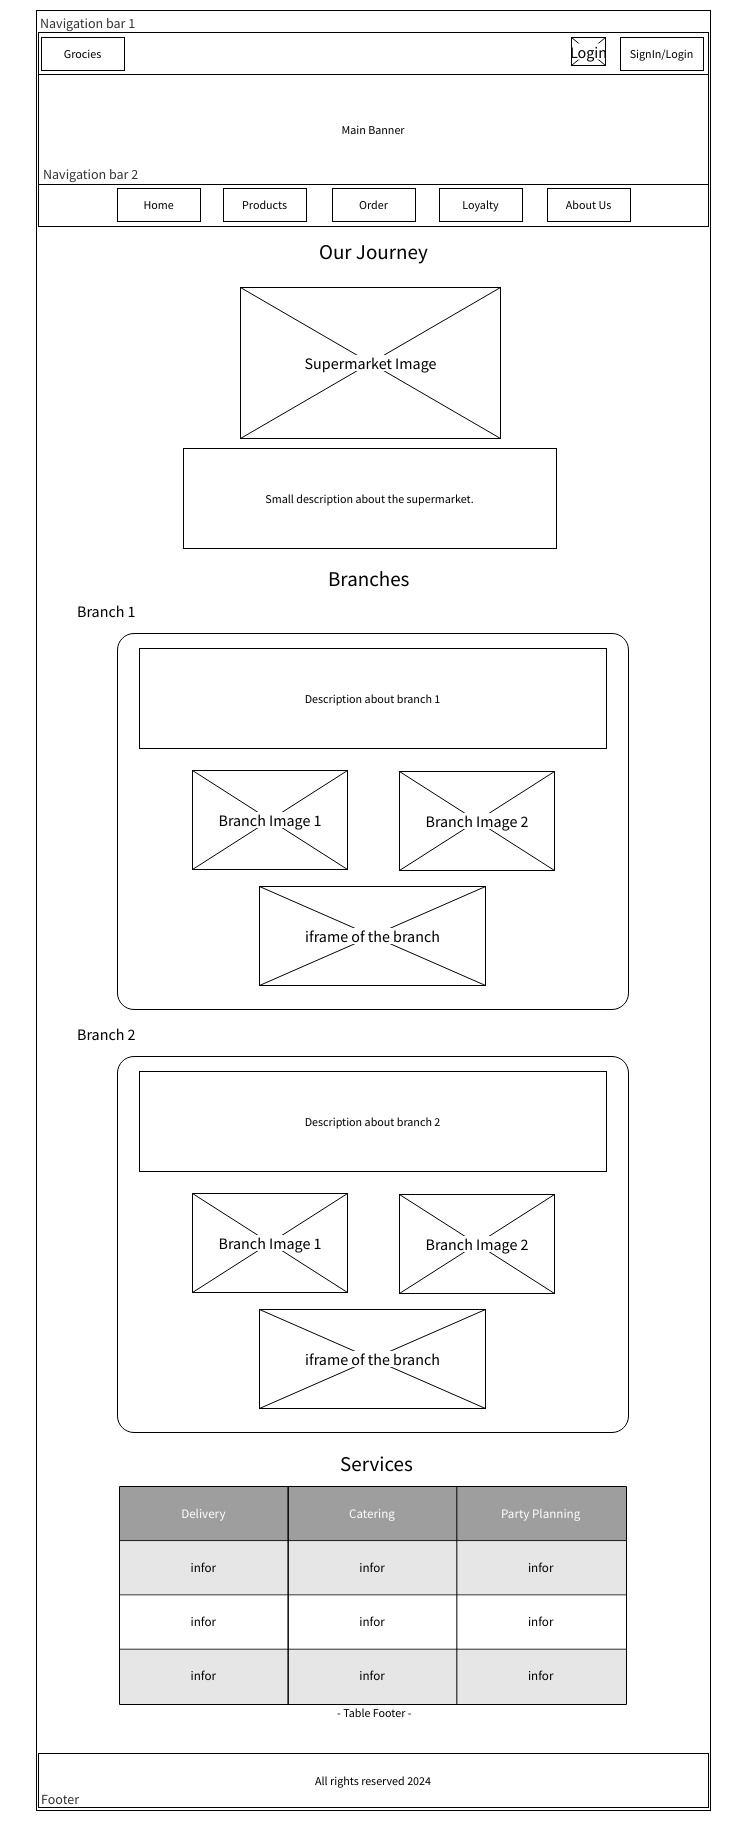 Navigation bar 1
Grocies
Login
SignIn/Login
Main Banner
Navigation bar 2
Home
Products
Order
Loyalty
About Us
Our Journey
Supermarket Image
Small description about the supermarket.
Branches
Branch 1
Description about branch 1
Branch Image 1
Branch Image 2
iframe of the branch
Branch 2
Description about branch 2
Branch Image 1
Branch Image 2
iframe of the branch
Services
Delivery
Catering
Party Planning
infor
infor
infor
infor
infor
infor
infor
infor
infor
- Table Footer -
All rights reserved 2024
Footer